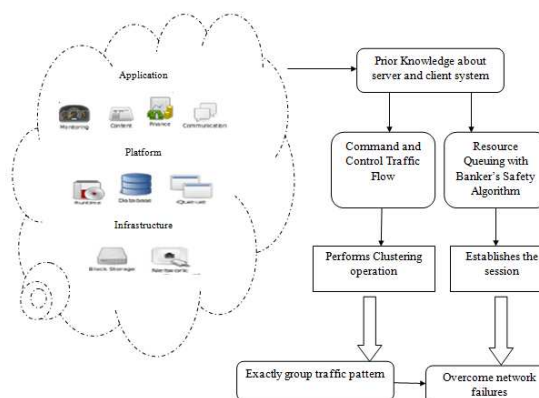 Application
Monitoring
Content
Finance
Communication
Platform
Runtime
Database
Queue
Infrastructure
Block Storage
Network
Prior Knowledge about
server and client system
Command and
Control Traffic
Flow
Resource
Queuing with
Banker's Safety
Algorithm
Performs Clustering
operation
Establishes the
session
Exactly group traffic pattern
Overcome network
failures